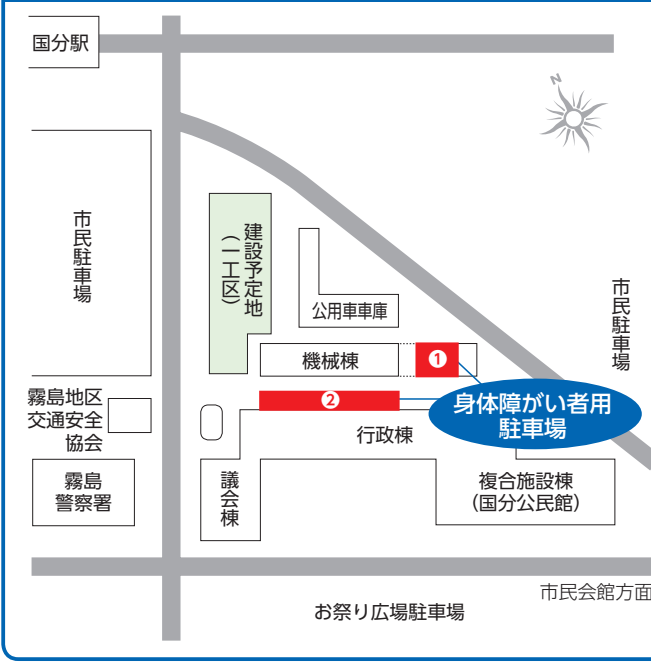 国分駅
N
市民駐車場
建設予定地
（一工区）
公用車車庫
市民駐車場
機械棟
❶
❷
身体障がい者用
駐車場
霧島地区
交通安全
協会
行政棟
霧島
警察署
議会棟
複合施設棟
(国分公民館)
市民会館方面
お祭り広場駐車場